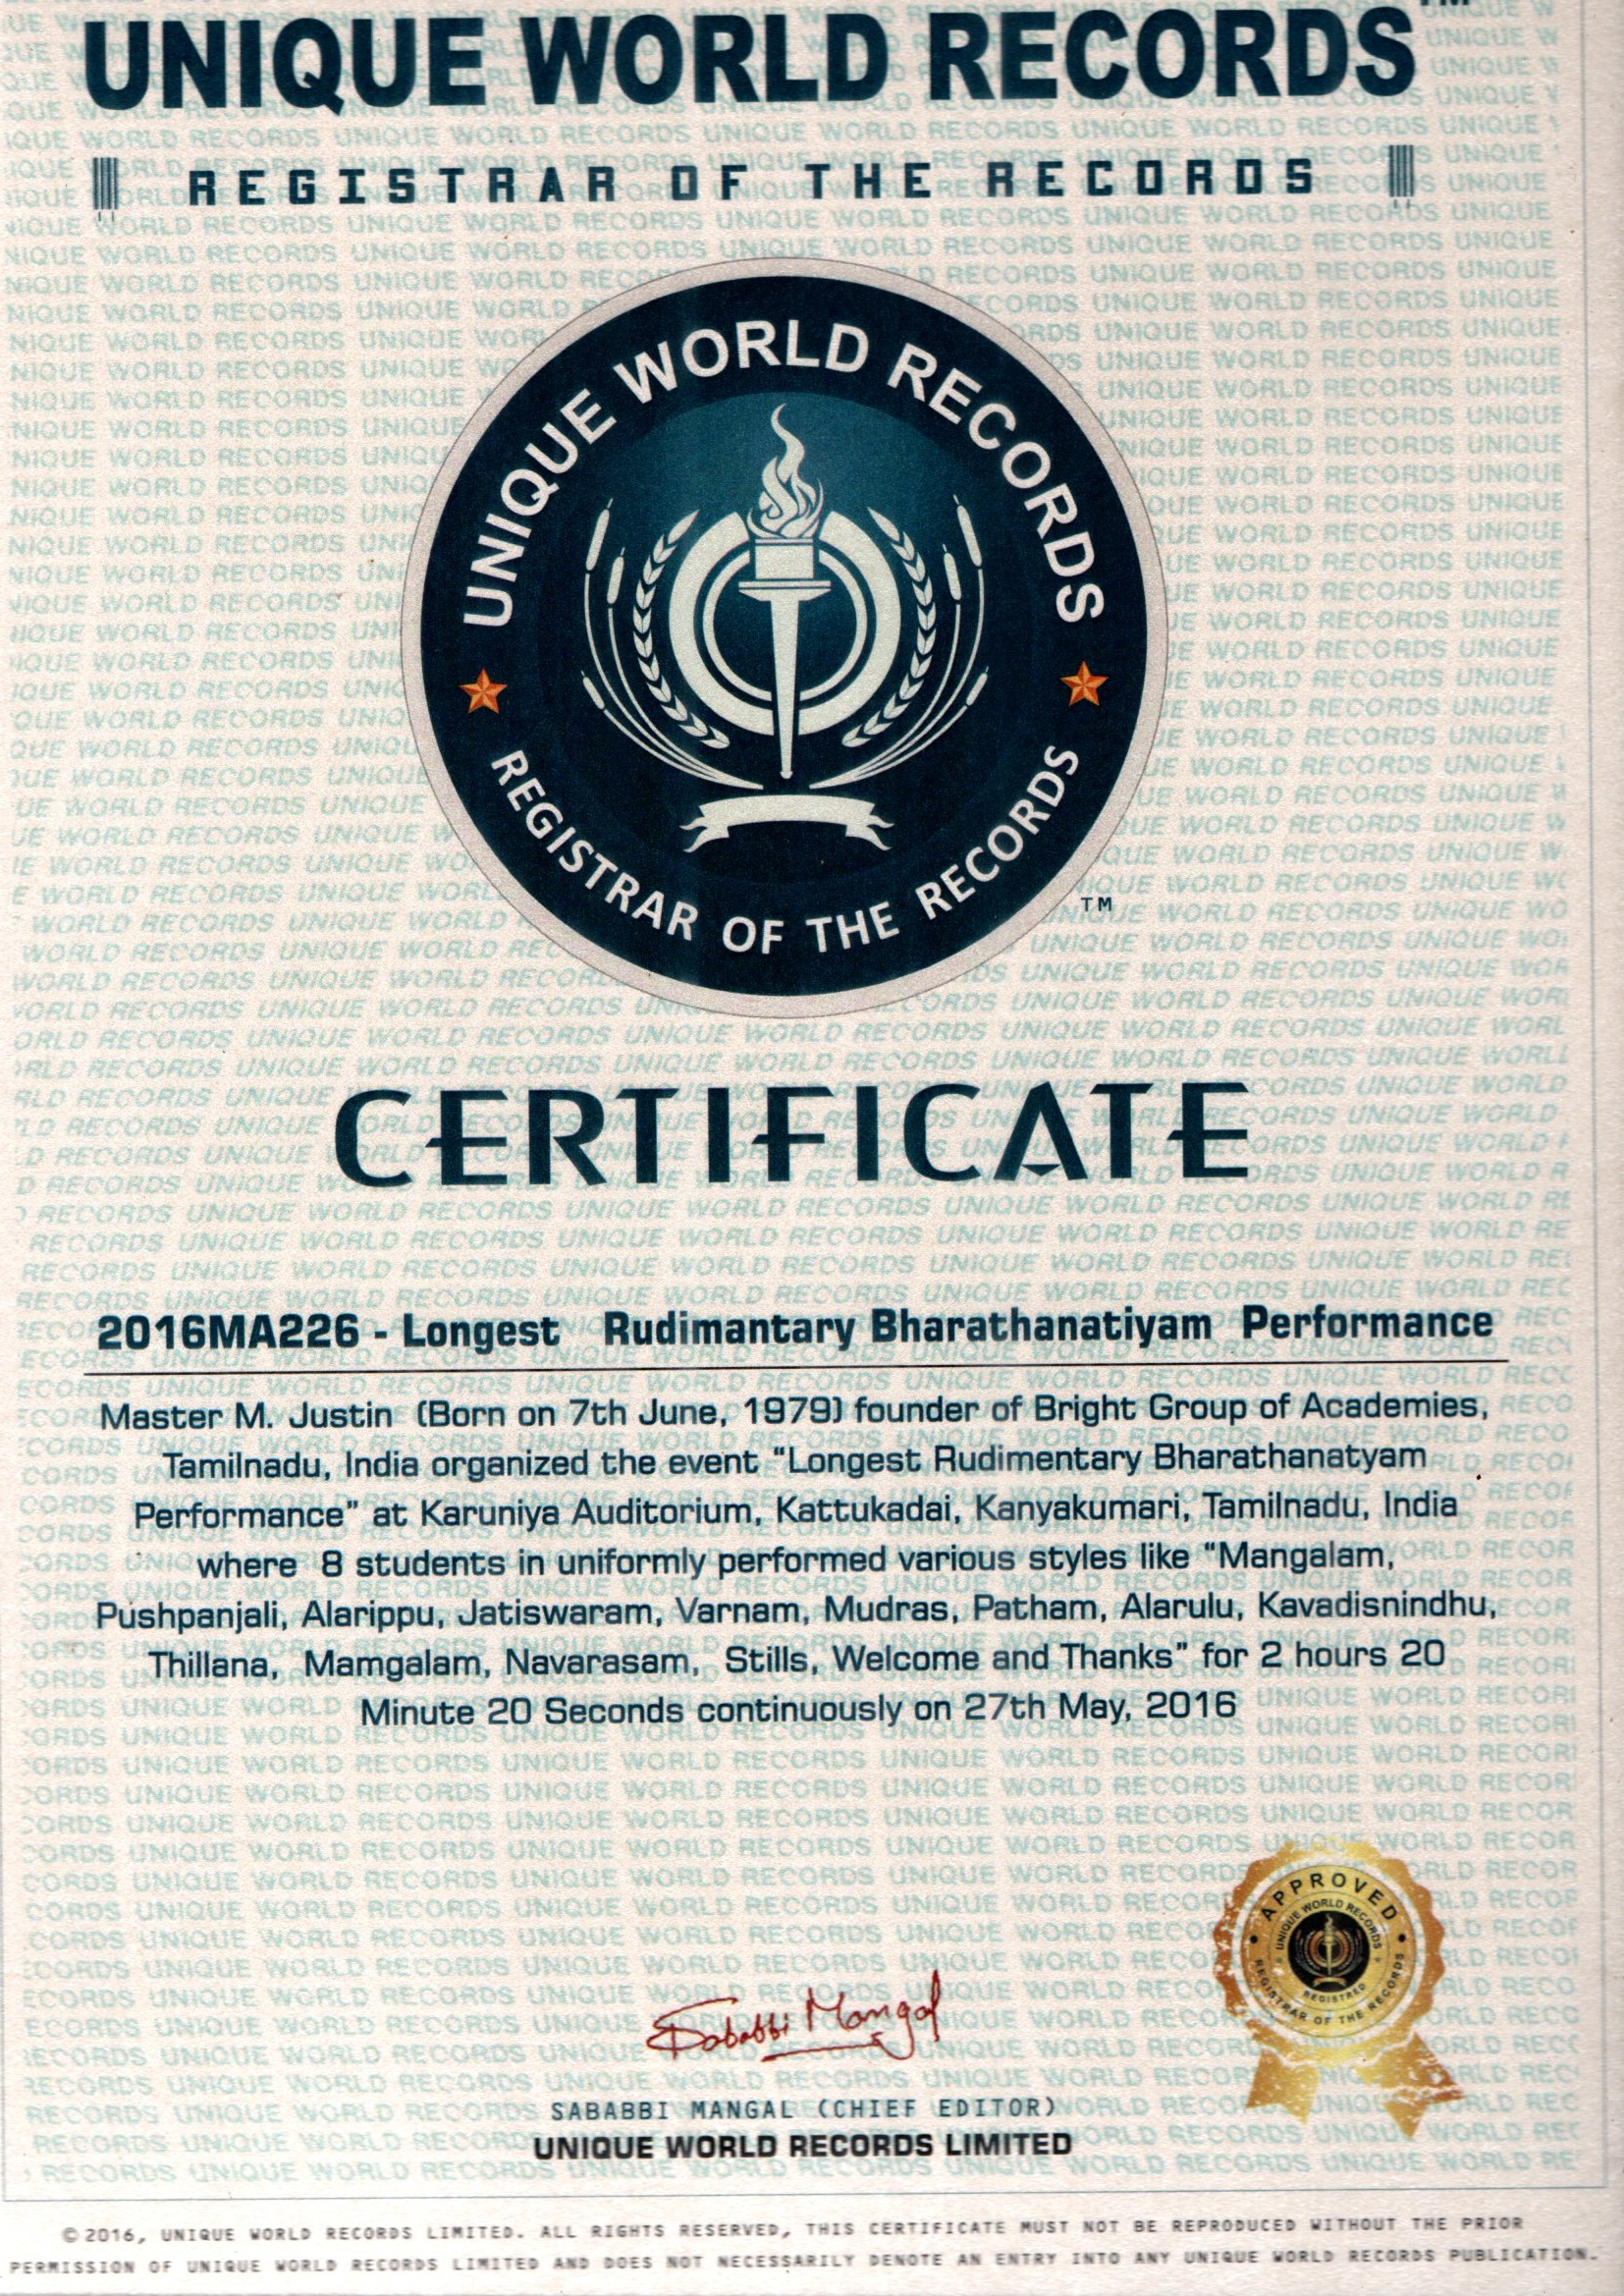 UNIQUE WORLD RECORDS™
REGISTRAR OF THE RECORDS
UNIQUE WORLD RECORDS
REGISTRAR OF THE RECORDS
TM
CERTIFICATE
2016MA226 - Longest Rudimantary Bharathanatiyam Performance
Master M. Justin (Born on 7th June, 1979) founder of Bright Group of Academies,
Tamilnadu, India organized the event "Longest Rudimentary Bharathanatyam
Performance" at Karuniya Auditorium, Kattukadai, Kanyakumari, Tamilnadu, India
where 8 students in uniformly performed various styles like "Mangalam,
Pushpanjali, Alarippu, Jatiswaram, Varnam, Mudras, Patham, Alarulu, Kavadisnindhu,
Thillana, Mamgalam, Navarasam, Stills, Welcome and Thanks" for 2 hours 20
Minute 20 Seconds continuously on 27th May, 2016
APPROVED
UNIQUE WORLD RECORDS
REGISTRED
REGISTRAR OF THE RECORDS
Sababbi Mangal
SABABBI MANGAL (CHIEF EDITOR)
UNIQUE WORLD RECORDS LIMITED
©2016, UNIQUE WORLD RECORDS LIMITED. ALL RIGHTS RESERVED, THIS CERTIFICATE MUST NOT BE REPRODUCED WITHOUT THE PRIOR
PERMISSION OF UNIQUE WORLD RECORDS LIMITED AND DOES NOT NECESSARILY DENOTE AN ENTRY INTO ANY UNIQUE WORLD RECORDS PUBLICATION.